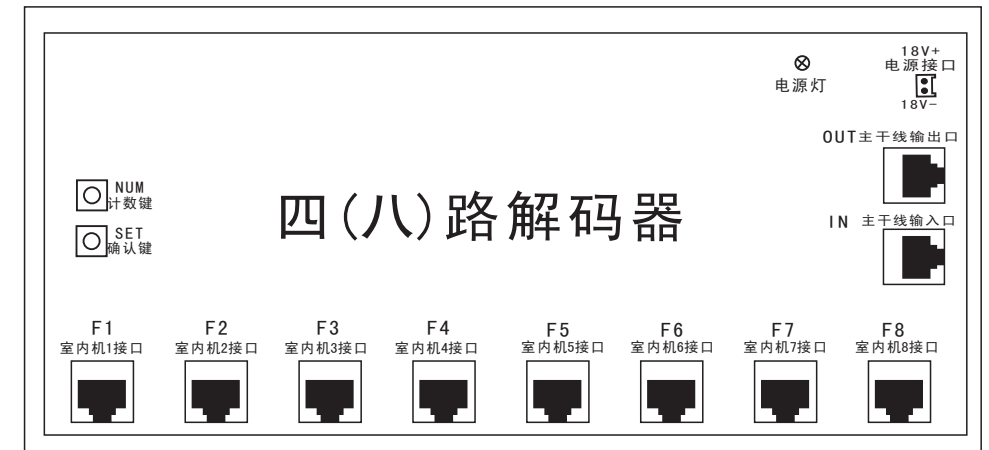 18V+
电源接口
电源灯
18V-
OUT主干线输出口
NUM
计数键
四(八)路解码器
IN 主干线输入口
SET
确认键
F1
室内机1接口
F2
室内机2接口
F3
室内机3接口
F4
室内机4接口
F5
室内机5接口
F6
室内机6接口
F7
室内机7接口
F8
室内机8接口